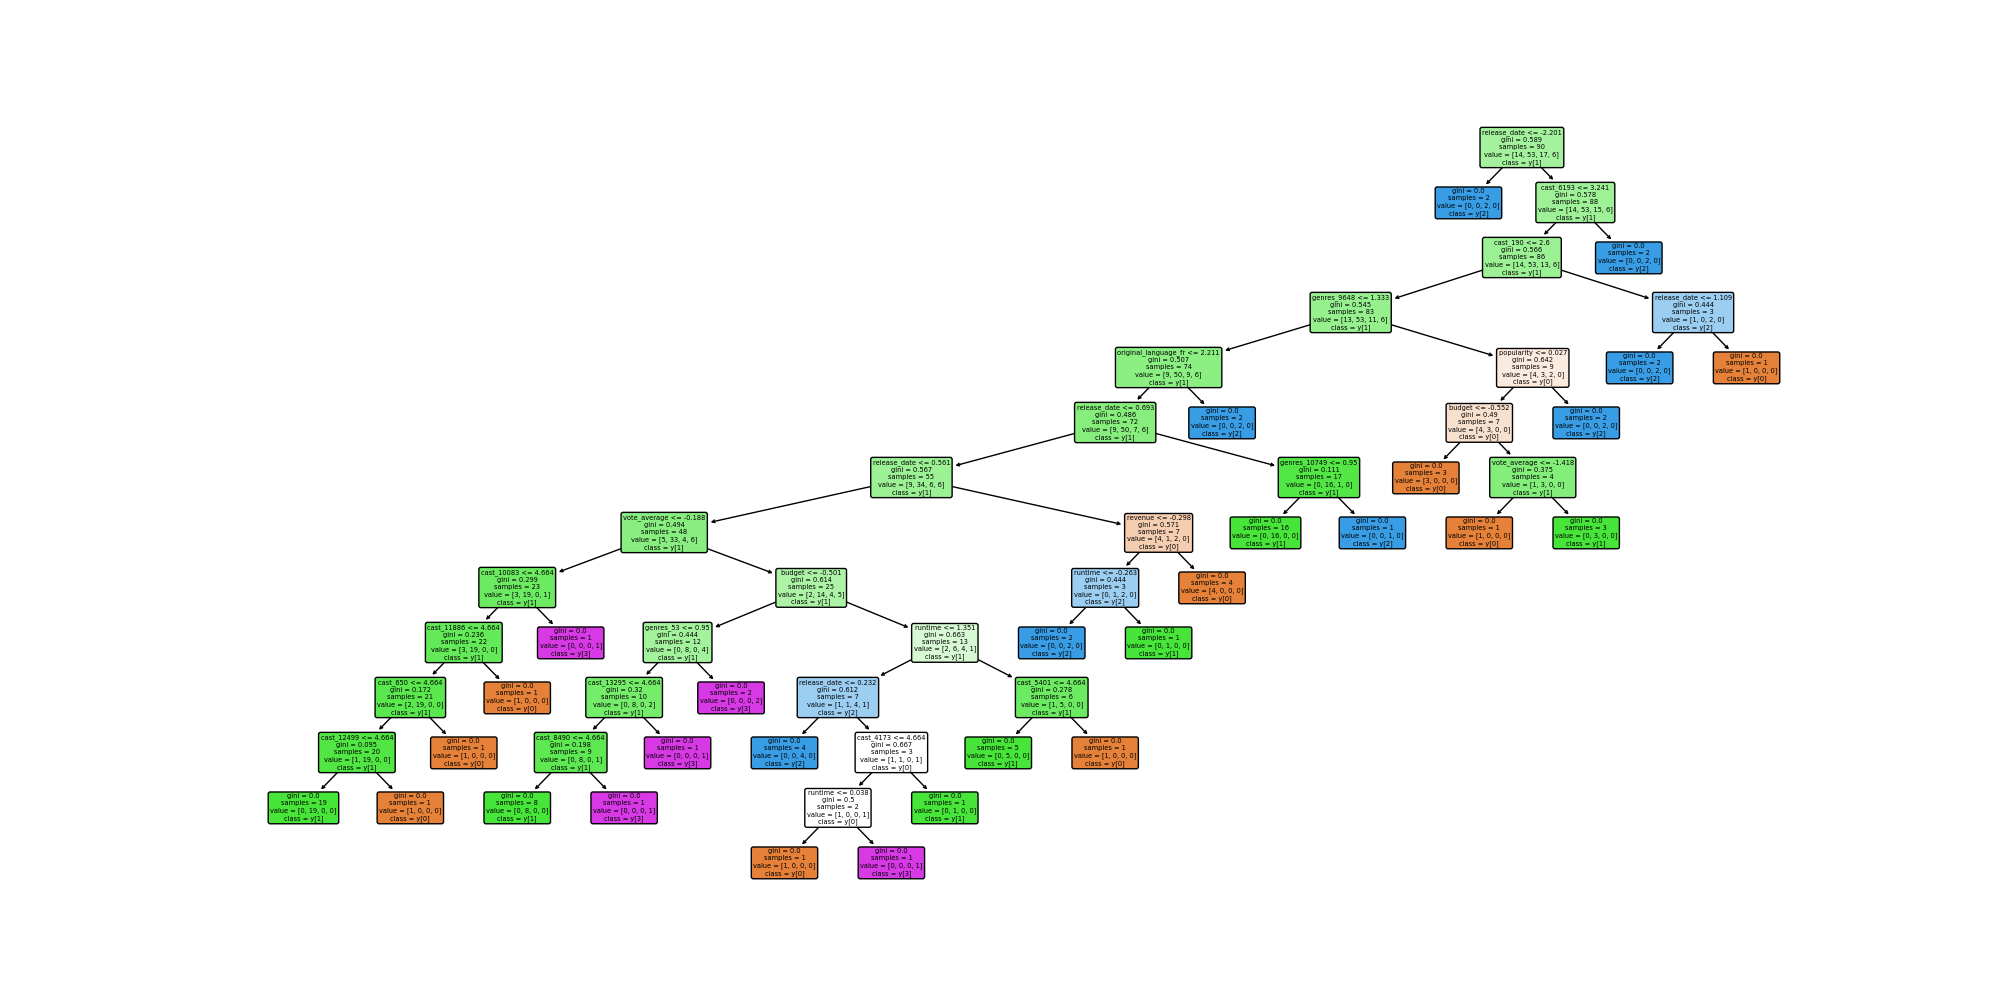 release_date <= -2.201
gini = 0.589
samples = 90
value = [14, 53, 17, 6]
class = y[1]
gini = 0.0
samples = 2
value = [0, 0, 2, 0]
class = y[2]
cast_6193 <= 3.241
gini = 0.578
samples = 88
value = [14, 53, 15, 6]
class = y[1]
cast_190 <= 2.6
gini = 0.566
samples = 86
value = [14, 53, 13, 6]
class = y[1]
gini = 0.0
samples = 2
value = [0, 0, 2, 0]
class = y[2]
genres_9648 <= 1.333
gini = 0.545
samples = 83
value = [13, 53, 11, 6]
class = y[1]
release_date <= 1.109
gini = 0.444
samples = 3
value = [1, 0, 2, 0]
class = y[2]
original_language_fr <= 2.211
gini = 0.507
samples = 74
value = [9, 50, 9, 6]
class = y[1]
popularity <= 0.027
gini = 0.642
samples = 9
value = [4, 3, 2, 0]
class = y[0]
gini = 0.0
samples = 2
value = [0, 0, 2, 0]
class = y[2]
gini = 0.0
samples = 1
value = [1, 0, 0, 0]
class = y[0]
release_date <= 0.693
gini = 0.486
samples = 72
value = [9, 50, 7, 6]
class = y[1]
gini = 0.0
samples = 2
value = [0, 0, 2, 0]
class = y[2]
budget <= -0.552
gini = 0.49
samples = 7
value = [4, 3, 0, 0]
class = y[0]
gini = 0.0
samples = 2
value = [0, 0, 2, 0]
class = y[2]
release_date <= 0.561
gini = 0.567
samples = 55
value = [9, 34, 6, 6]
class = y[1]
genres_10749 <= 0.95
gini = 0.111
samples = 17
value = [0, 16, 1, 0]
class = y[1]
gini = 0.0
samples = 3
value = [3, 0, 0, 0]
class = y[0]
vote_average <= -1.418
gini = 0.375
samples = 4
value = [1, 3, 0, 0]
class = y[1]
vote_average <= -0.188
gini = 0.494
samples = 48
value = [5, 33, 4, 6]
class = y[1]
revenue <= -0.298
gini = 0.571
samples = 7
value = [4, 1, 2, 0]
class = y[0]
gini = 0.0
samples = 16
value = [0, 16, 0, 0]
class = y[1]
gini = 0.0
samples = 1
value = [0, 0, 1, 0]
class = y[2]
gini = 0.0
samples = 1
value = [1, 0, 0, 0]
class = y[0]
gini = 0.0
samples = 3
value = [0, 3, 0, 0]
class = y[1]
cast_10083 <= 4.664
gini = 0.299
samples = 23
value = [3, 19, 0, 1]
class = y[1]
budget <= -0.501
gini = 0.614
samples = 25
value = [2, 14, 4, 5]
class = y[1]
runtime <= -0.263
gini = 0.444
samples = 3
value = [0, 1, 2, 0]
class = y[2]
gini = 0.0
samples = 4
value = [4, 0, 0, 0]
class = y[0]
cast_11886 <= 4.664
gini = 0.236
samples = 22
value = [3, 19, 0, 0]
class = y[1]
gini = 0.0
samples = 1
value = [0, 0, 0, 1]
class = y[3]
genres_53 <= 0.95
gini = 0.444
samples = 12
value = [0, 8, 0, 4]
class = y[1]
runtime <= 1.351
gini = 0.663
samples = 13
value = [2, 6, 4, 1]
class = y[1]
gini = 0.0
samples = 2
value = [0, 0, 2, 0]
class = y[2]
gini = 0.0
samples = 1
value = [0, 1, 0, 0]
class = y[1]
cast_650 <= 4.664
gini = 0.172
samples = 21
value = [2, 19, 0, 0]
class = y[1]
gini = 0.0
samples = 1
value = [1, 0, 0, 0]
class = y[0]
cast_13295 <= 4.664
gini = 0.32
samples = 10
value = [0, 8, 0, 2]
class = y[1]
gini = 0.0
samples = 2
value = [0, 0, 0, 2]
class = y[3]
release_date <= 0.232
gini = 0.612
samples = 7
value = [1, 1, 4, 1]
class = y[2]
cast_5401 <= 4.664
gini = 0.278
samples = 6
value = [1, 5, 0, 0]
class = y[1]
cast_12499 <= 4.664
gini = 0.095
samples = 20
value = [1, 19, 0, 0]
class = y[1]
gini = 0.0
samples = 1
value = [1, 0, 0, 0]
class = y[0]
cast_8490 <= 4.664
gini = 0.198
samples = 9
value = [0, 8, 0, 1]
class = y[1]
gini = 0.0
samples = 1
value = [0, 0, 0, 1]
class = y[3]
gini = 0.0
samples = 4
value = [0, 0, 4, 0]
class = y[2]
cast_4173 <= 4.664
gini = 0.667
samples = 3
value = [1, 1, 0, 1]
class = y[0]
gini = 0.0
samples = 5
value = [0, 5, 0, 0]
class = y[1]
gini = 0.0
samples = 1
value = [1, 0, 0, 0]
class = y[0]
gini = 0.0
samples = 19
value = [0, 19, 0, 0]
class = y[1]
gini = 0.0
samples = 1
value = [1, 0, 0, 0]
class = y[0]
gini = 0.0
samples = 8
value = [0, 8, 0, 0]
class = y[1]
gini = 0.0
samples = 1
value = [0, 0, 0, 1]
class = y[3]
runtime <= 0.038
gini = 0.5
samples = 2
value = [1, 0, 0, 1]
class = y[0]
gini = 0.0
samples = 1
value = [0, 1, 0, 0]
class = y[1]
gini = 0.0
samples = 1
value = [1, 0, 0, 0]
class = y[0]
gini = 0.0
samples = 1
value = [0, 0, 0, 1]
class = y[3]